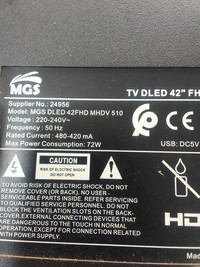 MGS
TV DLED 42" FH
Supplier No.: 24956
Model: MGS DLED 42FHD MHDV 510
Voltage : 220-240V~
Frequency : 50 Hz
Rated Current : 480-420 mA
Max Power Consumption: 72W
USB: DC5V
CAUTION
RISK OF ELECTRIC SHOCK
DO NOT OPEN
TO AVOID RISK OF ELECTRIC SHOCK, DO NOT
REMOVE COVER (OR BACK). NO USER-
SERVICEABLE PARTS INSIDE. REFER SERVICING
TO QUALIFIED SERVICE PERSONNEL.
DO NOT BLOCK VENTILATION SLOTS IN THE BACK
COVER.EXTERNAL CONNECTING DEVICES THAT
ARE DANGEROUS TO THE TOUCH IN NORMAL
OPERATION,EXCEPT FOR CONNECTION RELATED
WITH POWER SUPPLY.
HD
Mad